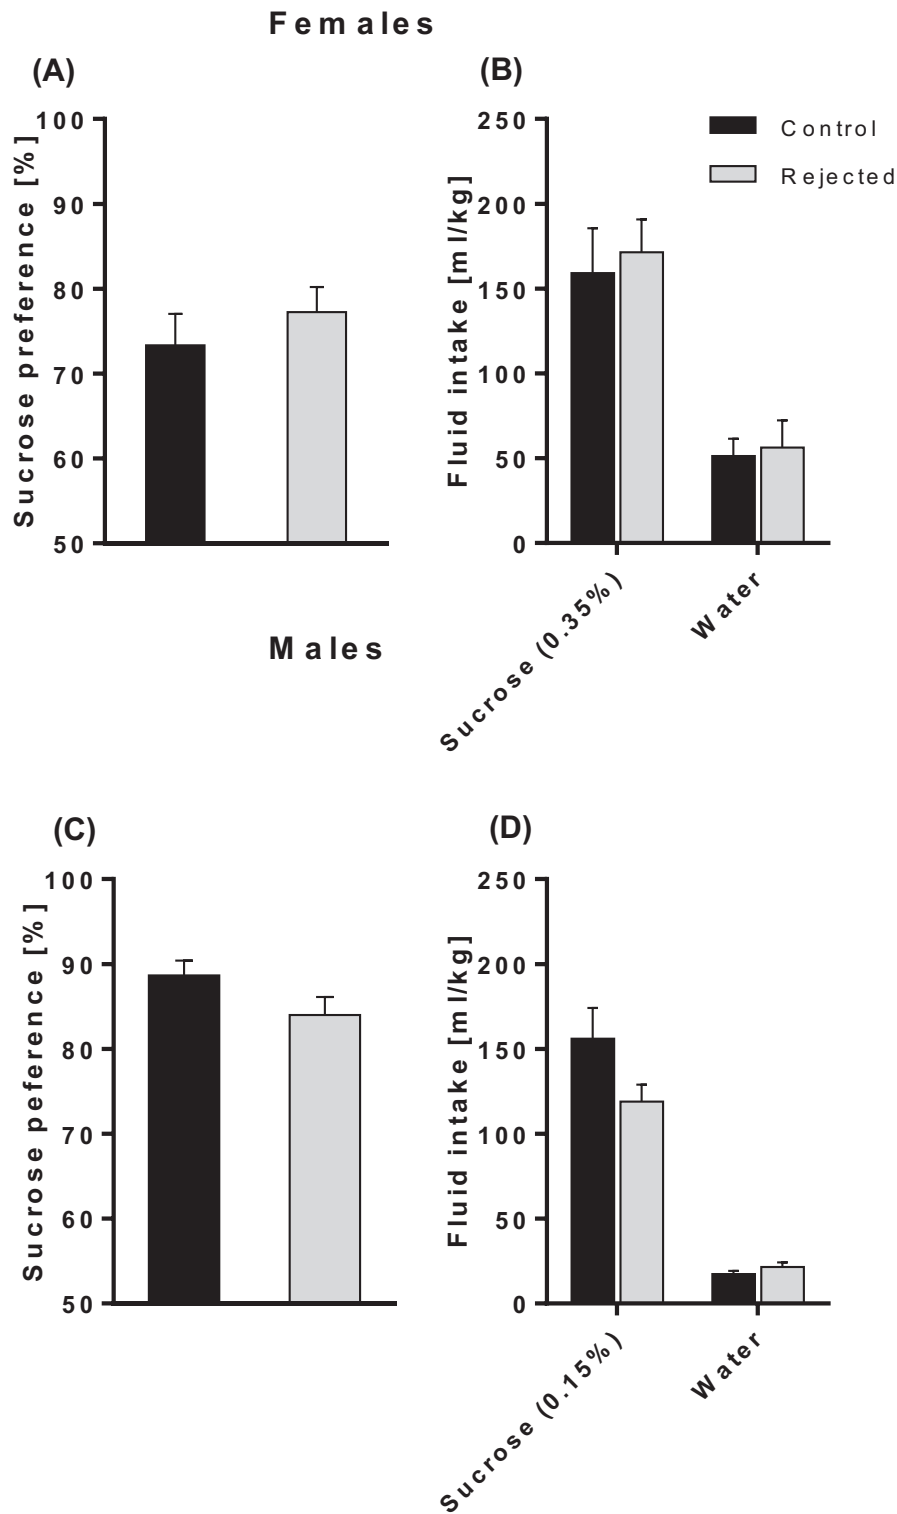 Females
(A)
Sucrose preference [%]
100
90
80
70
60
50
(B)
Fluid intake [ml/kg]
250
200
150
100
50
0
Control
Rejected
Sucrose (0.35%)
Water
Males
(C)
Sucrose peference [%]
100
90
80
70
60
50
(D)
Fluid intake [ml/kg]
250
200
150
100
50
0
Sucrose (0.15%)
Water